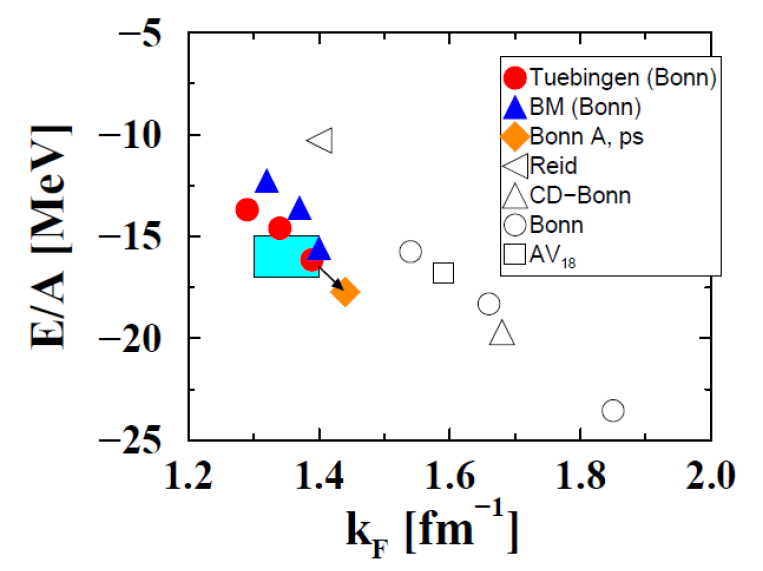 −5
−10
−15
−20
−25
E/A [MeV]
Tuebingen (Bonn)
BM (Bonn)
Bonn A, ps
Reid
CD−Bonn
Bonn
AV₁₈
1.2 1.4 1.6 1.8 2.0
k_F [fm⁻¹]